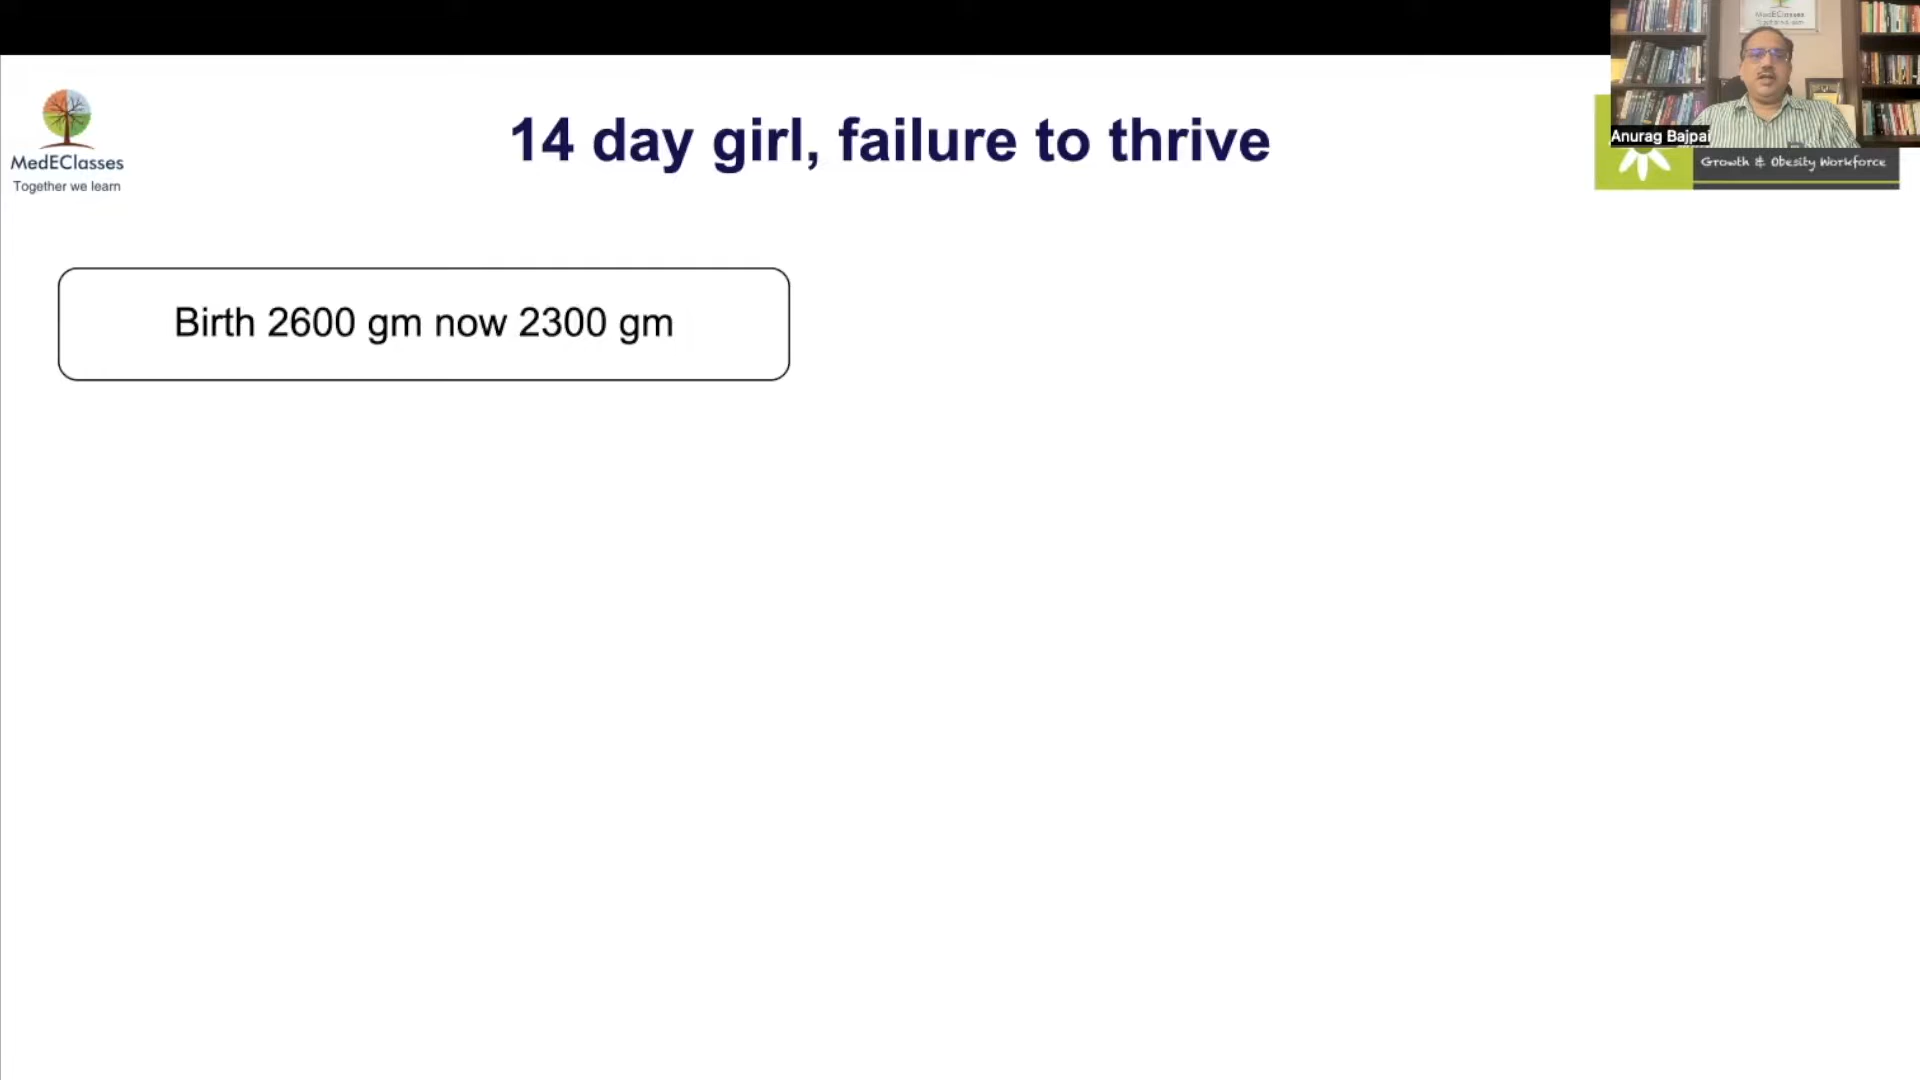 MedEClasses
Together we learn
14 day girl, failure to thrive
Anurag Bajpai
Growth & Obesity Workforce
Birth 2600 gm now 2300 gm